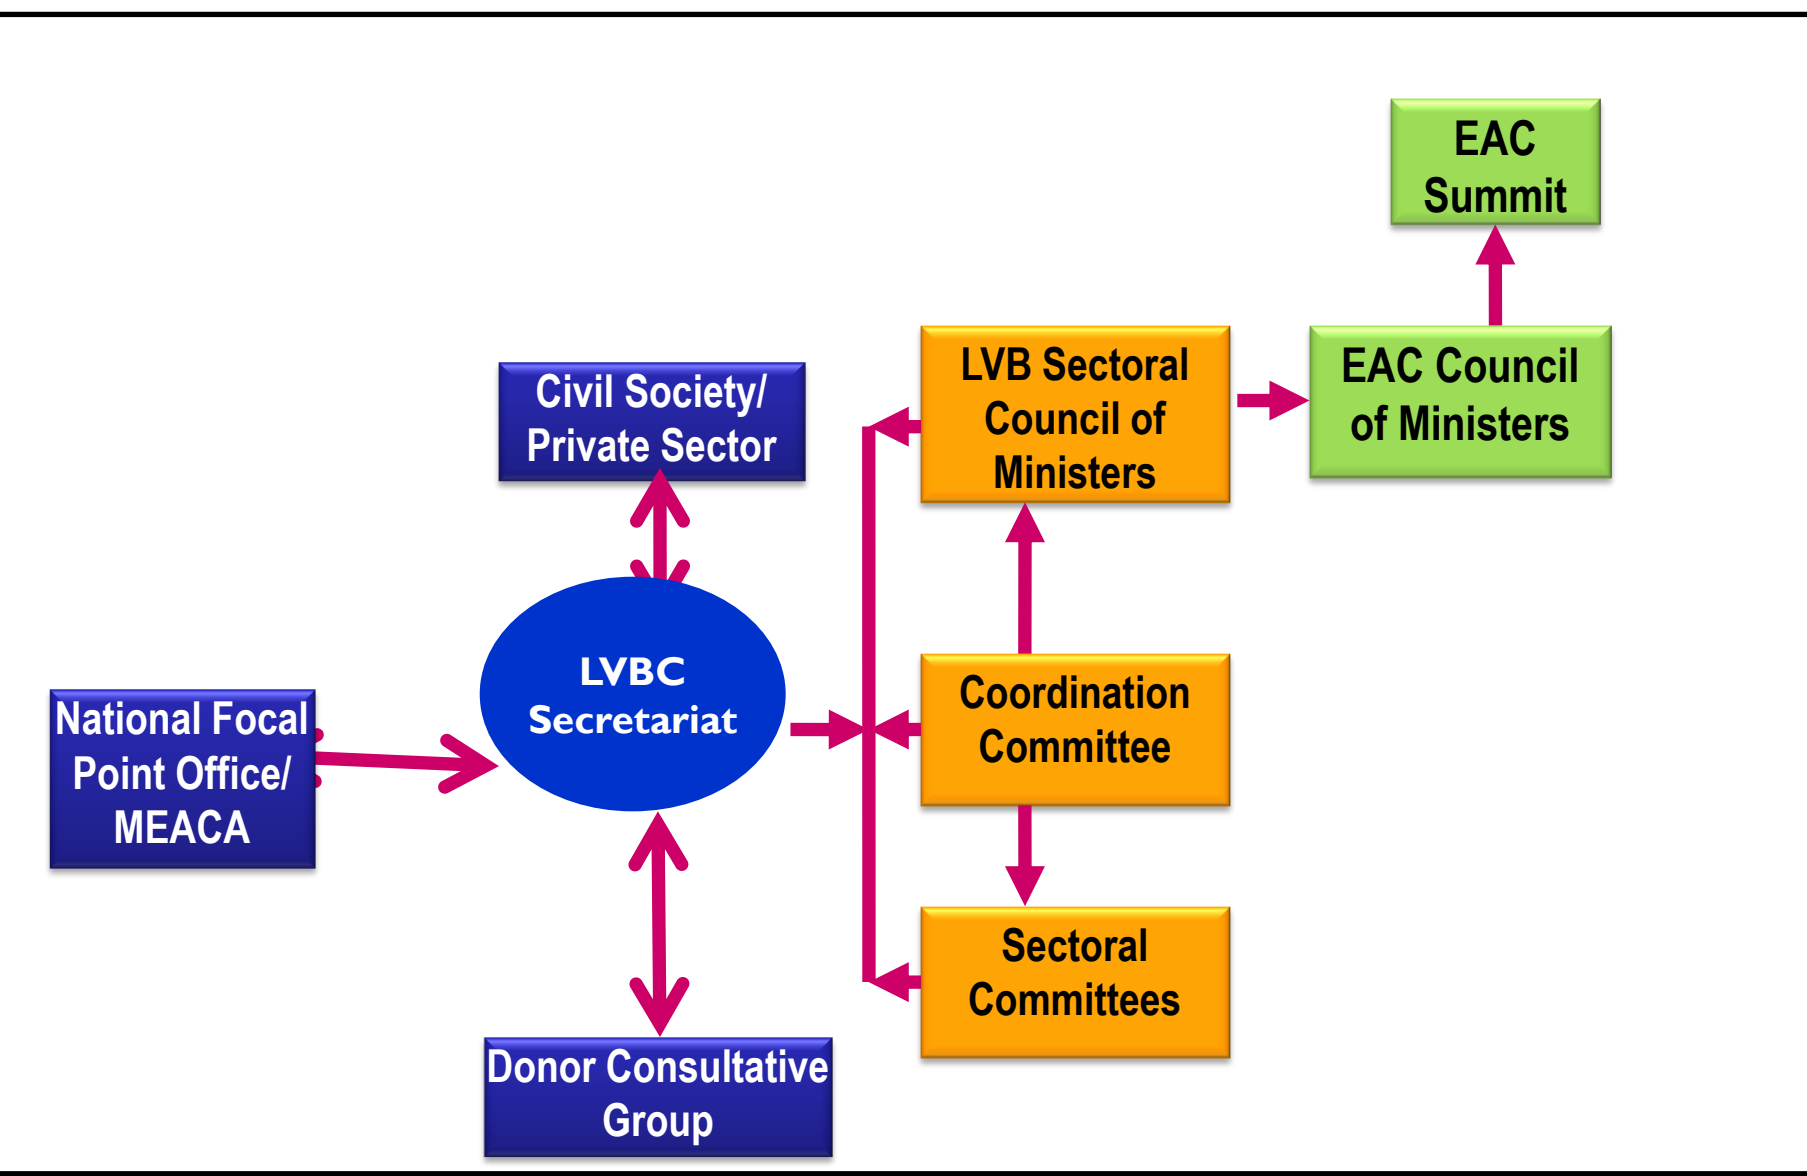 EAC
Summit
LVB Sectoral
Council of
Ministers
EAC Council
of Ministers
Civil Society/
Private Sector
LVBC
Secretariat
National Focal
Point Office/
MEACA
Coordination
Committee
Sectoral
Committees
Donor Consultative
Group